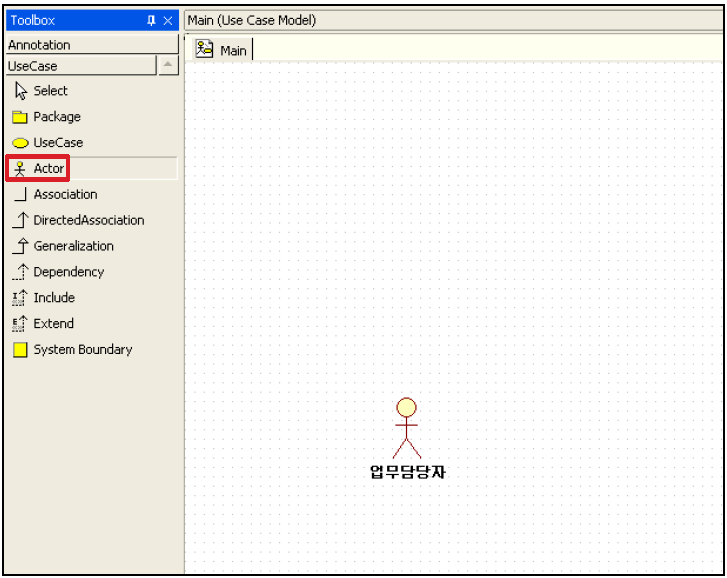 Toolbox
Annotation
UseCase
Select
Package
UseCase
Actor
Association
DirectedAssociation
Generalization
Dependency
Include
Extend
System Boundary
Main (Use Case Model)
Main
업무담당자